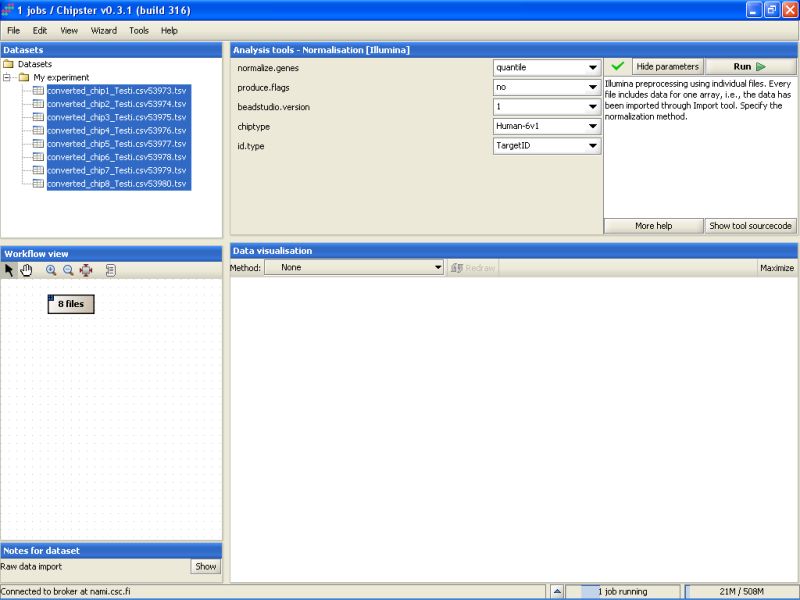 1 jobs / Chipster v0.3.1 (build 316)
File Edit View Wizard Tools Help
Datasets
Datasets
My experiment
converted_chip1_Testi.csv53973.tsv
converted_chip2_Testi.csv53974.tsv
converted_chip3_Testi.csv53975.tsv
converted_chip4_Testi.csv53976.tsv
converted_chip5_Testi.csv53977.tsv
converted_chip6_Testi.csv53978.tsv
converted_chip7_Testi.csv53979.tsv
converted_chip8_Testi.csv53980.tsv
Analysis tools - Normalisation [Illumina]
normalize.genes quantile
produce.flags no
beadstudio.version 1
chiptype Human-6v1
id.type TargetID
Hide parameters Run
Illumina preprocessing using individual files. Every
file includes data for one array, i.e., the data has
been imported through Import tool. Specify the
normalization method.
More help Show tool sourcecode
Workflow view
8 files
Data visualisation
Method: None Redraw Maximize
Notes for dataset
Raw data import Show
Connected to broker at nami.csc.fi 1 job running 21M / 508M